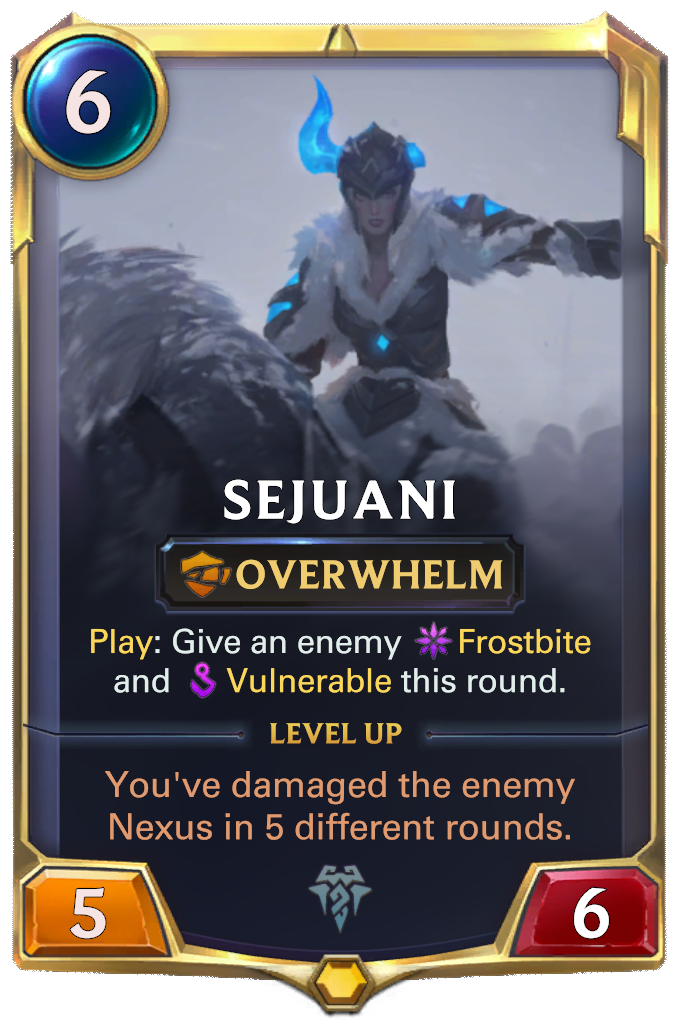 6
SEJUANI
OVERWHELM
Play: Give an enemy Frostbite
and Vulnerable this round.
LEVEL UP
You've damaged the enemy
Nexus in 5 different rounds.
5 6